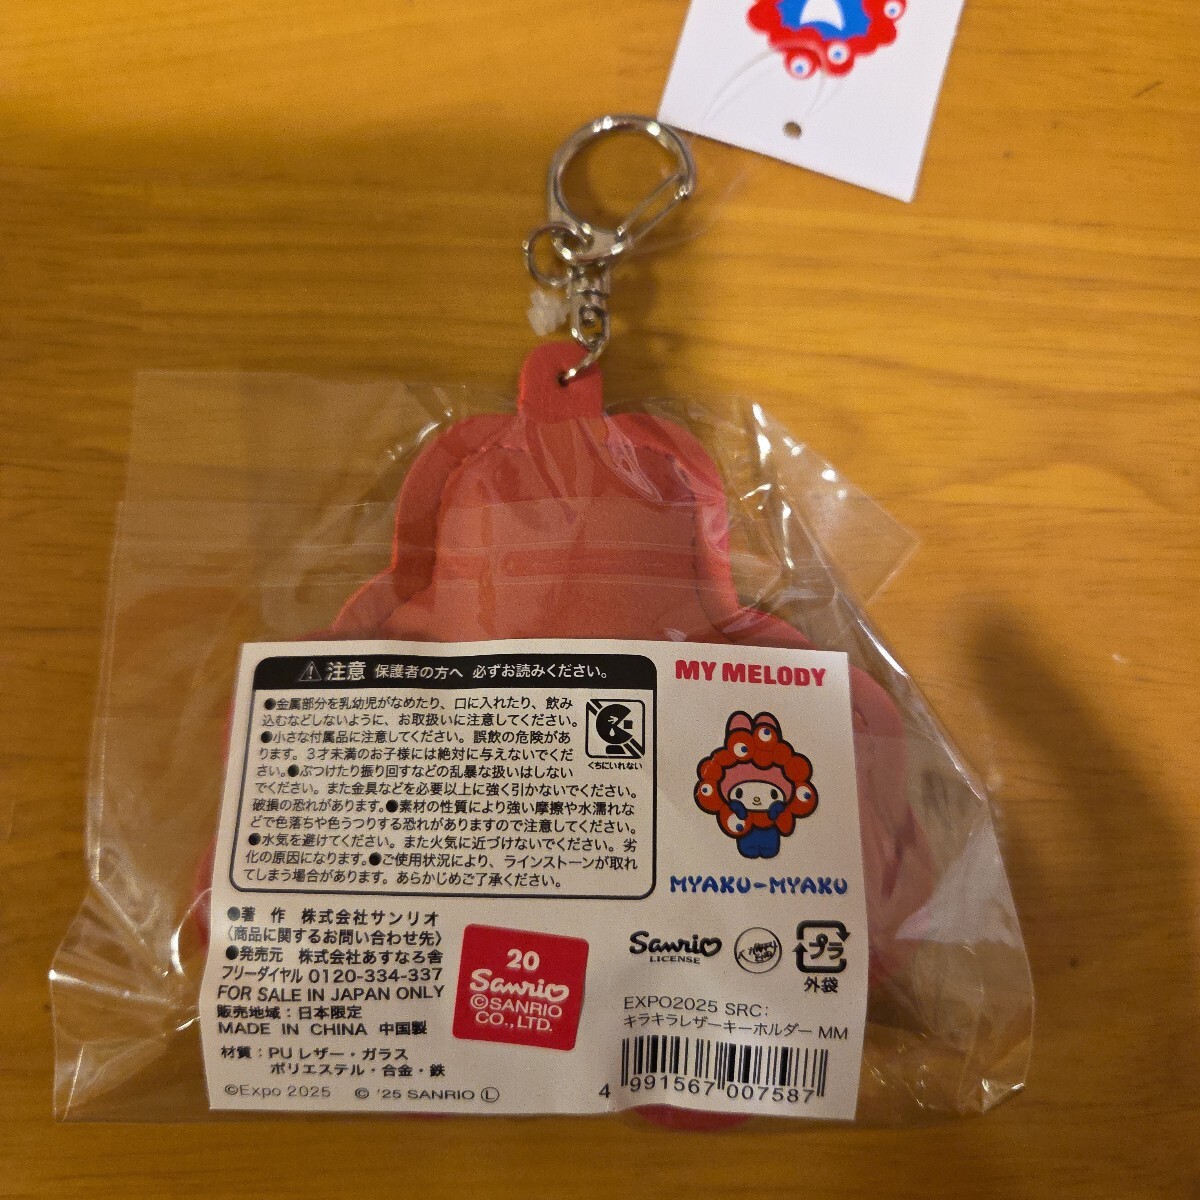 注意 保護者の方へ 必ずお読みください。
●金属部分を乳幼児がなめたり、口に入れたり、飲み
込むなどしないように、お取扱いに注意してください。
●小さな付属品に注意してください。誤飲の危険があ
ります。3才未満のお子様には絶対に与えないでくだ
さい。●ぶつけたり振り回すなどの乱暴な扱いはしない
でください。また金具などを必要以上に強く引かないでください。
破損の恐れがあります。●素材の性質により強い摩擦や水濡れな
どで色落ちや色うつりする恐れがありますので注意してください。
●水気を避けてください。また火気に近づけないでください。劣
化の原因になります。●ご使用状況により、ラインストーンが取れ
てしまう場合があります。あらかじめご了承ください。
くちにいれない
MY MELODY
MYAKU-MYAKU
●著 作 株式会社サンリオ
〈商品に関するお問い合わせ先〉
●発売元 株式会社あすなろ舎
フリーダイヤル 0120-334-337
FOR SALE IN JAPAN ONLY
販売地域：日本限定
MADE IN CHINA 中国製
材質：PU レザー・ガラス
ポリエステル・合金・鉄
©Expo 2025 © '25 SANRIO Ⓛ
20
Sanrio
©SANRIO
CO., LTD.
Sanrio
LICENSE
プラ
外袋
EXPO2025 SRC:
キラキラレザーキーホルダー MM
4 991567 007587